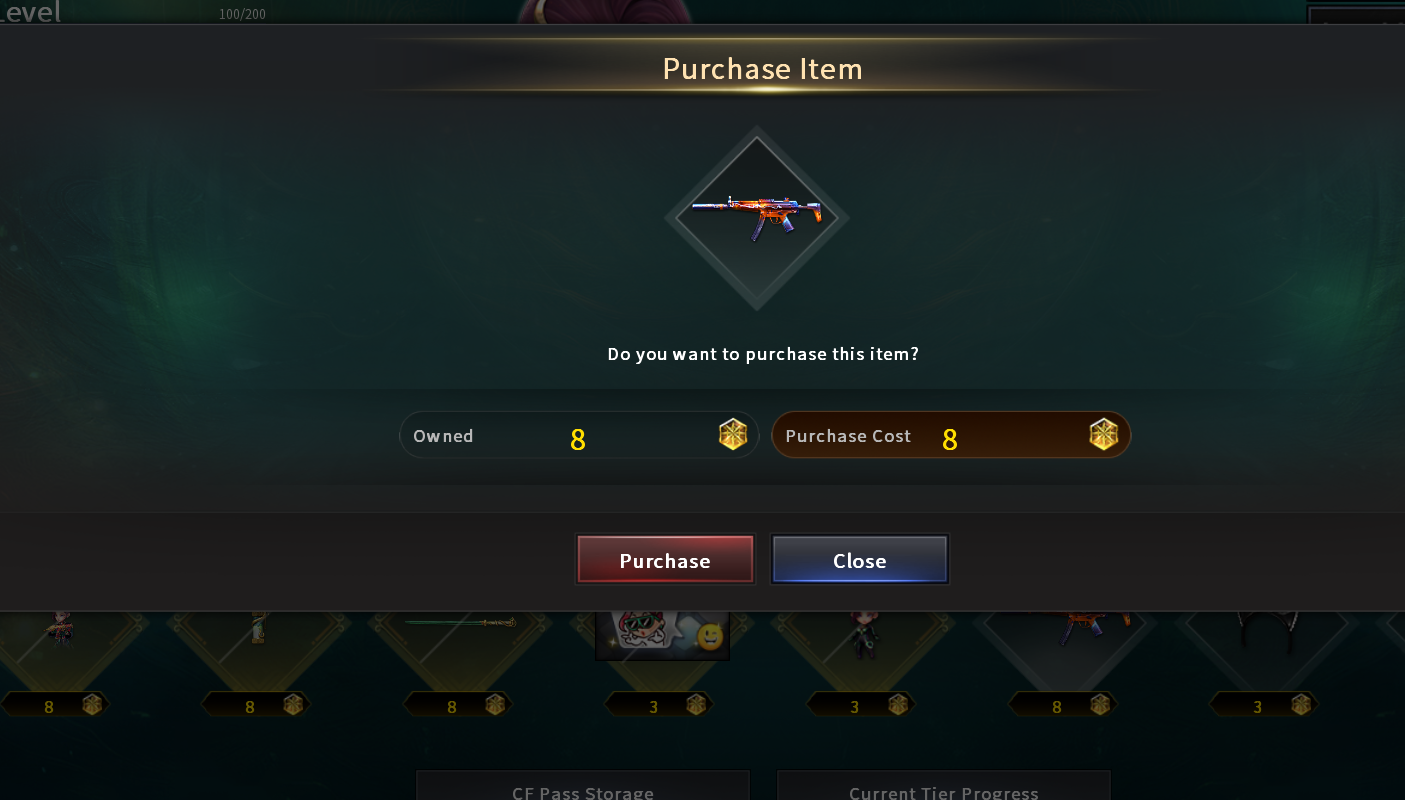 Level
100/200
Purchase Item
Do you want to purchase this item?
Owned 8
Purchase Cost 8
Purchase
Close
8
8
8
3
3
8
3
CF Pass Storage
Current Tier Progress